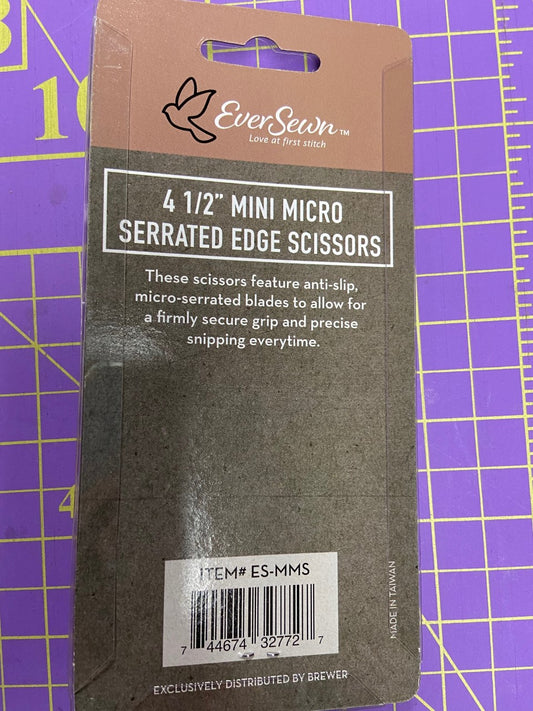 EverSewn™
Love at first stitch
4 1/2" MINI MICRO
SERRATED EDGE SCISSORS
These scissors feature anti-slip,
micro-serrated blades to allow for
a firmly secure grip and precise
snipping everytime.
ITEM# ES-MMS
7 44674 32772 7
EXCLUSIVELY DISTRIBUTED BY BREWER
MADE IN TAIWAN
10
4